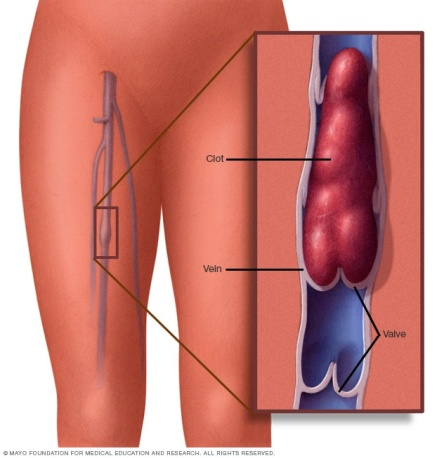 Clot
Vein
Valve
© MAYO FOUNDATION FOR MEDICAL EDUCATION AND RESEARCH. ALL RIGHTS RESERVED.